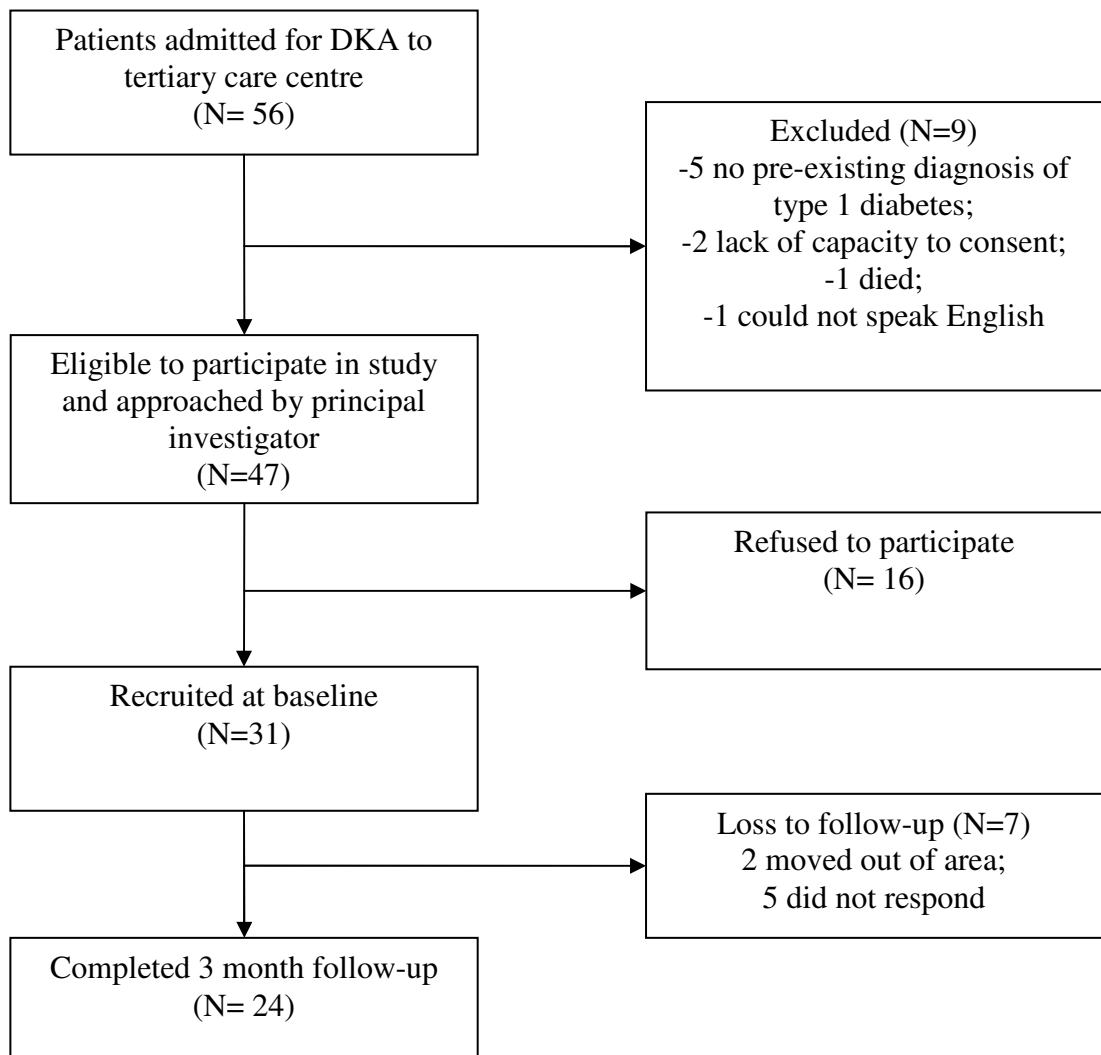 Patients admitted for DKA to
tertiary care centre
(N= 56)
Excluded (N=9)
-5 no pre-existing diagnosis of
type 1 diabetes;
-2 lack of capacity to consent;
-1 died;
-1 could not speak English
Eligible to participate in study
and approached by principal
investigator
(N=47)
Refused to participate
(N= 16)
Recruited at baseline
(N=31)
Loss to follow-up (N=7)
2 moved out of area;
5 did not respond
Completed 3 month follow-up
(N= 24)